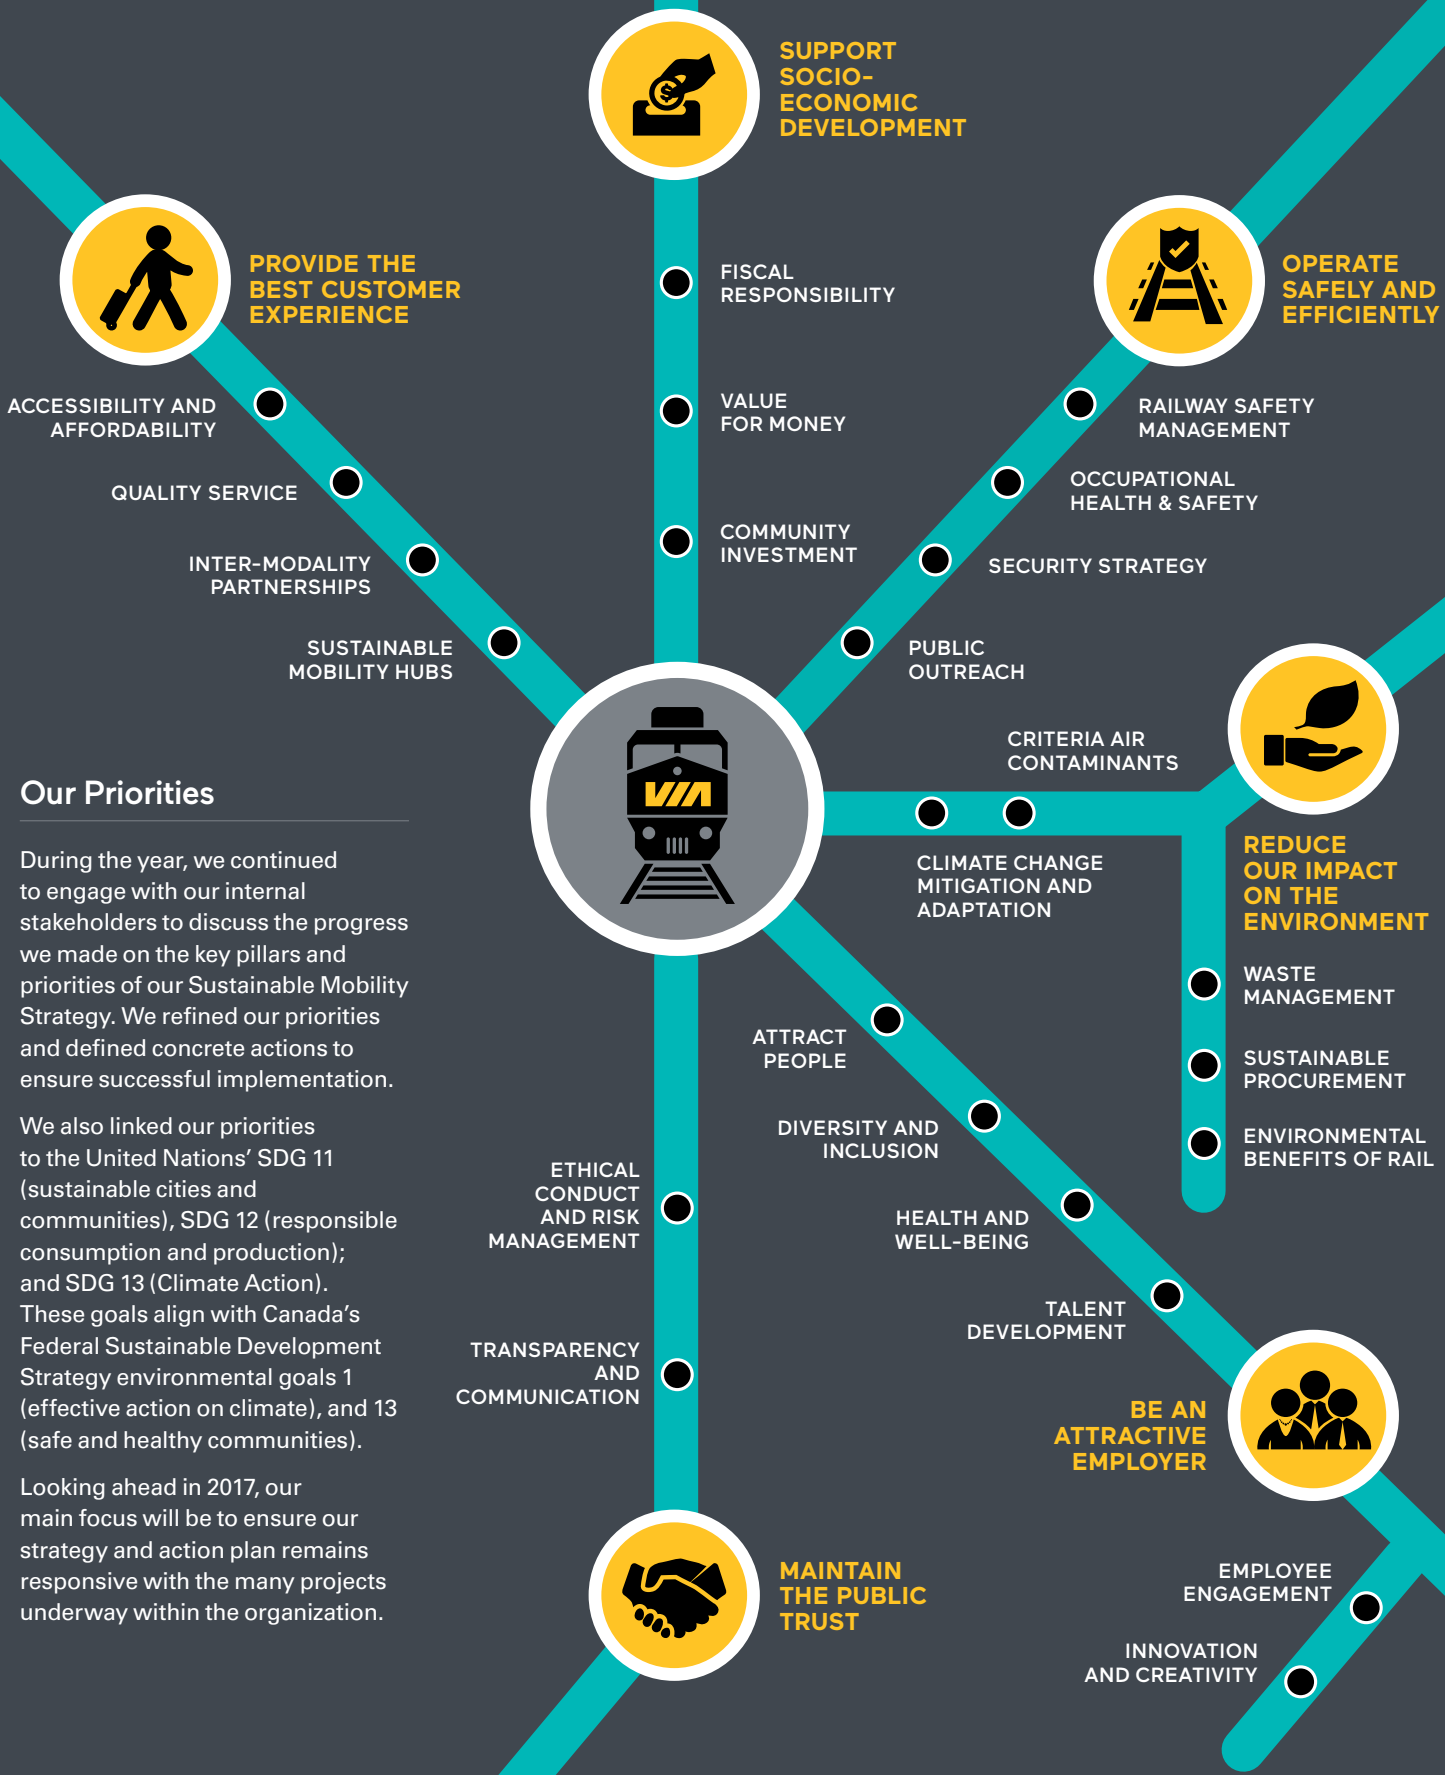 SUPPORT
SOCIO-
ECONOMIC
DEVELOPMENT
PROVIDE THE
BEST CUSTOMER
EXPERIENCE
OPERATE
SAFELY AND
EFFICIENTLY
FISCAL
RESPONSIBILITY
VALUE
FOR MONEY
COMMUNITY
INVESTMENT
ACCESSIBILITY AND
AFFORDABILITY
QUALITY SERVICE
INTER-MODALITY
PARTNERSHIPS
SUSTAINABLE
MOBILITY HUBS
RAILWAY SAFETY
MANAGEMENT
OCCUPATIONAL
HEALTH & SAFETY
SECURITY STRATEGY
PUBLIC
OUTREACH
VIA
CRITERIA AIR
CONTAMINANTS
CLIMATE CHANGE
MITIGATION AND
ADAPTATION
REDUCE
OUR IMPACT
ON THE
ENVIRONMENT
WASTE
MANAGEMENT
SUSTAINABLE
PROCUREMENT
ENVIRONMENTAL
BENEFITS OF RAIL
Our Priorities
During the year, we continued
to engage with our internal
stakeholders to discuss the progress
we made on the key pillars and
priorities of our Sustainable Mobility
Strategy. We refined our priorities
and defined concrete actions to
ensure successful implementation.
We also linked our priorities
to the United Nations’ SDG 11
(sustainable cities and
communities), SDG 12 (responsible
consumption and production);
and SDG 13 (Climate Action).
These goals align with Canada’s
Federal Sustainable Development
Strategy environmental goals 1
(effective action on climate), and 13
(safe and healthy communities).
Looking ahead in 2017, our
main focus will be to ensure our
strategy and action plan remains
responsive with the many projects
underway within the organization.
ATTRACT
PEOPLE
DIVERSITY AND
INCLUSION
HEALTH AND
WELL-BEING
TALENT
DEVELOPMENT
BE AN
ATTRACTIVE
EMPLOYER
EMPLOYEE
ENGAGEMENT
INNOVATION
AND CREATIVITY
ETHICAL
CONDUCT
AND RISK
MANAGEMENT
TRANSPARENCY
AND
COMMUNICATION
MAINTAIN
THE PUBLIC
TRUST